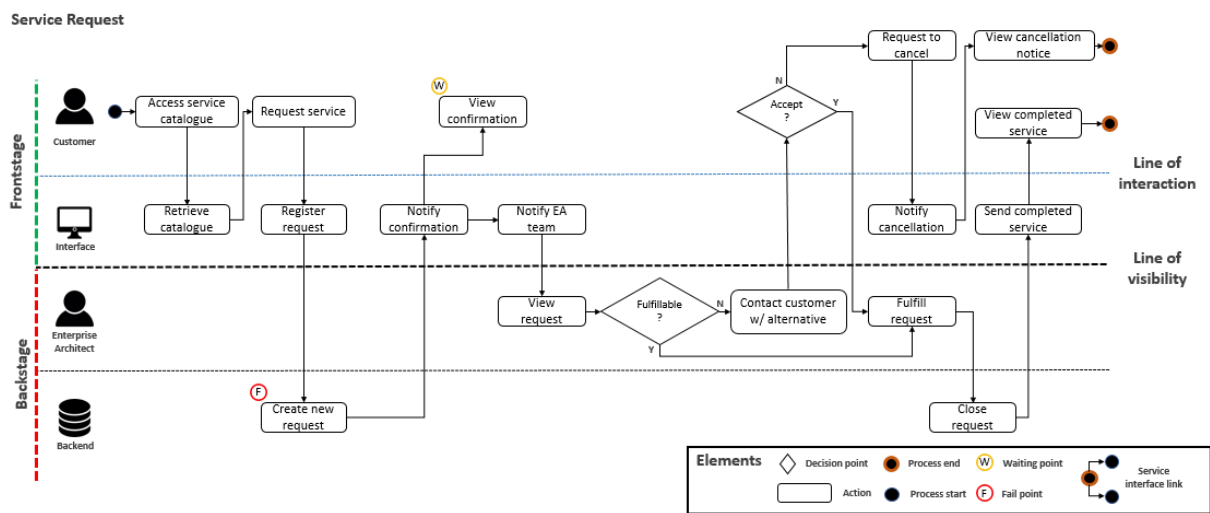 Service Request
Frontstage
Backstage
Customer
Interface
Enterprise
Architect
Backend
Access service
catalogue
Request service
W
View
confirmation
Accept
?
N
Y
Request to
cancel
View cancellation
notice
View completed
service
Line of
interaction
Retrieve
catalogue
Register
request
Notify
confirmation
Notify EA
team
Notify
cancellation
Send completed
service
Line of
visibility
View
request
Fulfillable
?
N
Y
Contact customer
w/ alternative
Fulfill
request
F
Create new
request
Close
request
Elements
Decision point
Process end
W
Waiting point
Service
interface link
Action
Process start
F
Fail point